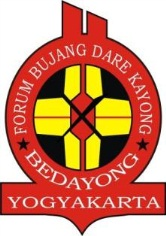 ★ FORUM BUJANG DARE KAYONG ★
BEDAYONG
YOGYAKARTA